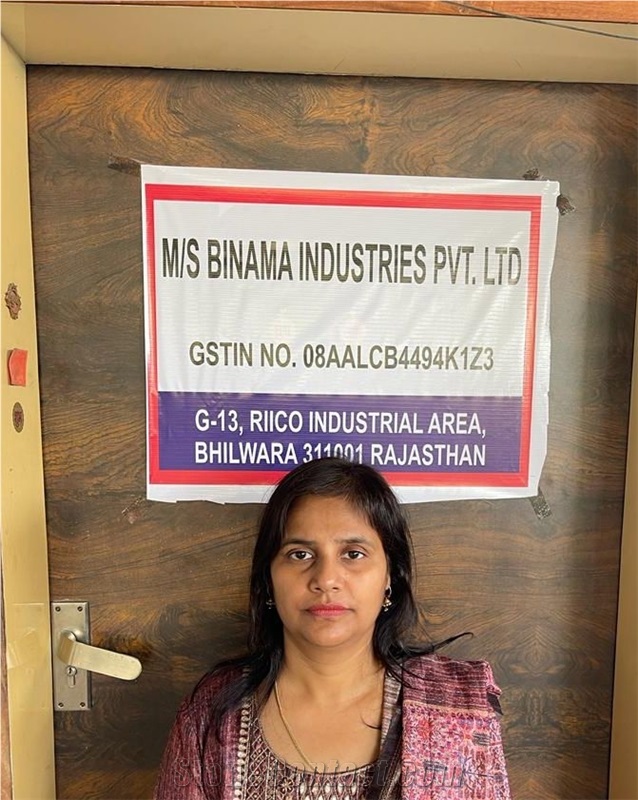 M/S BINAMA INDUSTRIES PVT. LTD
GSTIN NO. 08AALCB4494K1Z3
G-13, RIICO INDUSTRIAL AREA,
BHILWARA 311001 RAJASTHAN